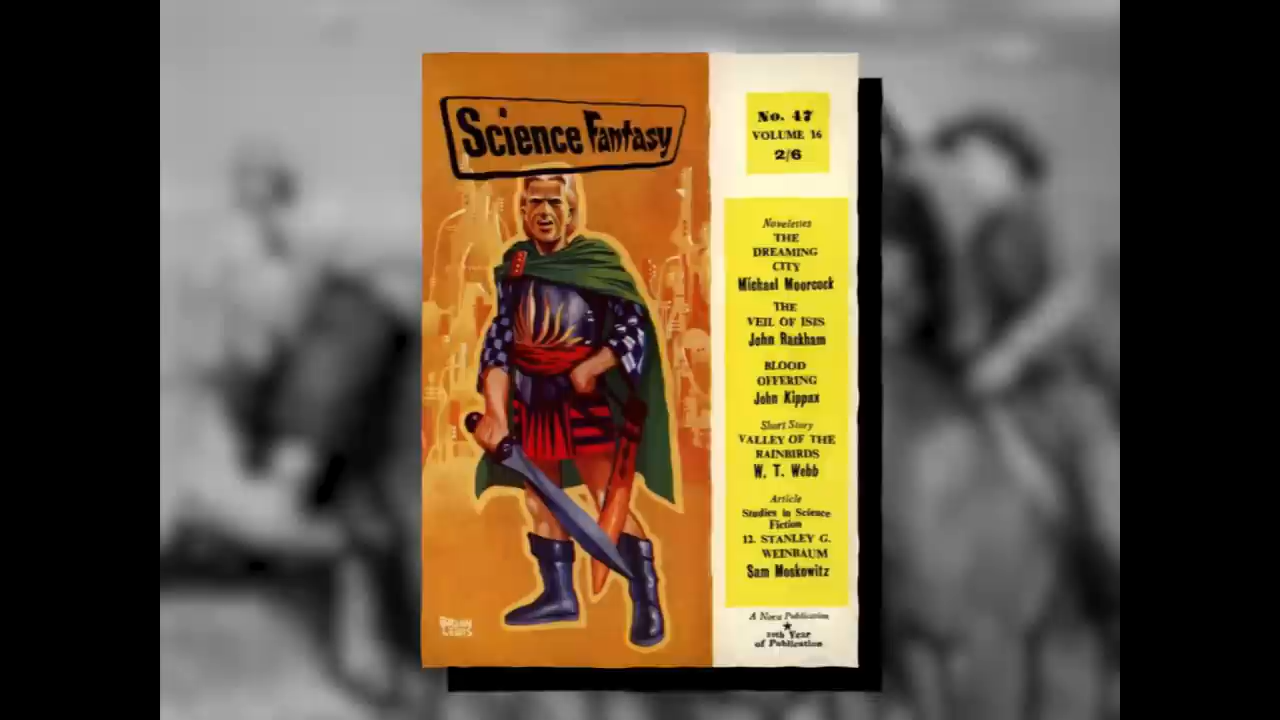 Science Fantasy
No. 47
VOLUME 16
2/6
Novelettes
THE
DREAMING
CITY
Michael Moorcock
THE
VEIL OF ISIS
John Rackham
BLOOD
OFFERING
John Kippax
Short Story
VALLEY OF THE
RAINBIRDS
W. T. Webb
Article
Studies in Science
Fiction
12. STANLEY G.
WEINBAUM
Sam Moskowitz
A Nova Publication
Year
of Publication
BRIAN
LEWIS